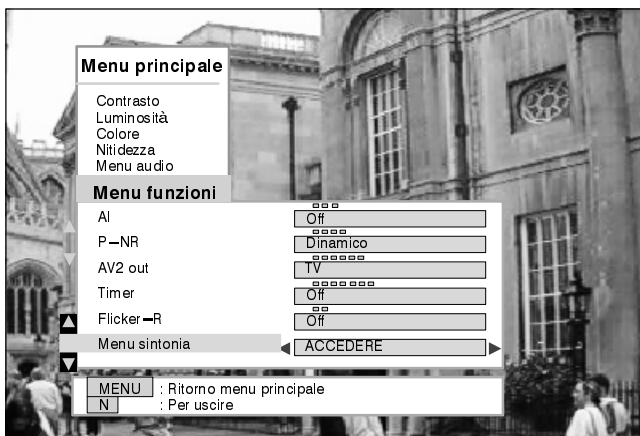 Menu principale
Contrasto
Luminosità
Colore
Nitidezza
Menu audio
Menu funzioni
AI Off
P–NR Dinamico
AV2 out TV
Timer Off
Flicker–R Off
Menu sintonia ACCEDERE
MENU : Ritorno menu principale
N : Per uscire